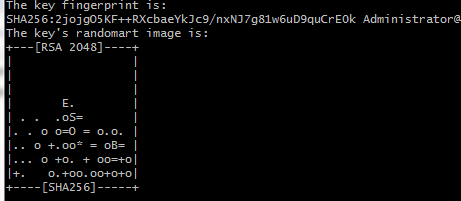 The key fingerprint is:
SHA256:2jojgO5KF++RXcbaeYkJc9/nxNJ7g81w6uD9quCrE0k Administrator@
The key's randomart image is:
+---[RSA 2048]----+
|                 |
|                 |
|                 |
|        E.       |
| . .  .oS=       |
|. . o o=O = o.o. |
|.. o +.oo* = oB= |
|... o +o. + oo=+o|
|+.   o.+oo.oo+o+o|
+----[SHA256]-----+